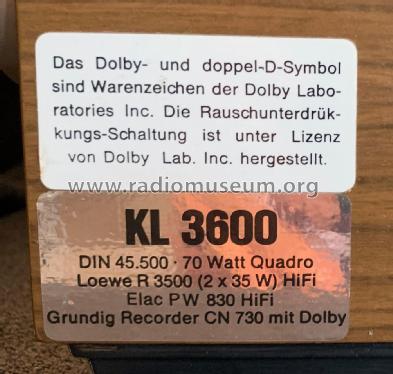 Das Dolby- und doppel-D-Symbol
sind Warenzeichen der Dolby Labo-
ratories Inc. Die Rauschunterdrük-
kungs-Schaltung ist unter Lizenz
von Dolby Lab. Inc. hergestellt.
www.radiomuseum.org
KL 3600
DIN 45.500 · 70 Watt Quadro
Loewe R 3500 (2 x 35 W) HiFi
Elac PW 830 HiFi
Grundig Recorder CN 730 mit Dolby